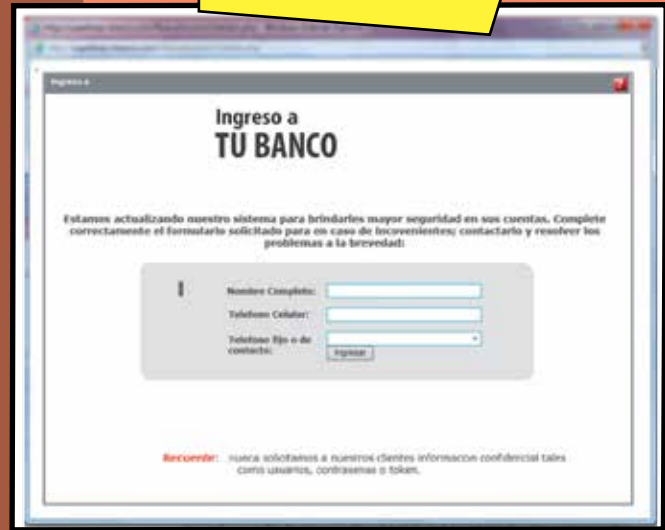 Ingreso a
Ingreso a
TU BANCO
Estamos actualizando nuestro sistema para brindarles mayor seguridad en sus cuentas. Complete
correctamente el formulario solicitado para en caso de incovenientes; contactarlo y resolver los
problemas a la brevedad:
Nombre Completo:
Telefono Celular:
Telefono fijo o de
contacto:
Ingresar
Recuerde: nunca solicitamos a nuestros clientes informacon confidencial tales
como usuarios, contrasenas o token.